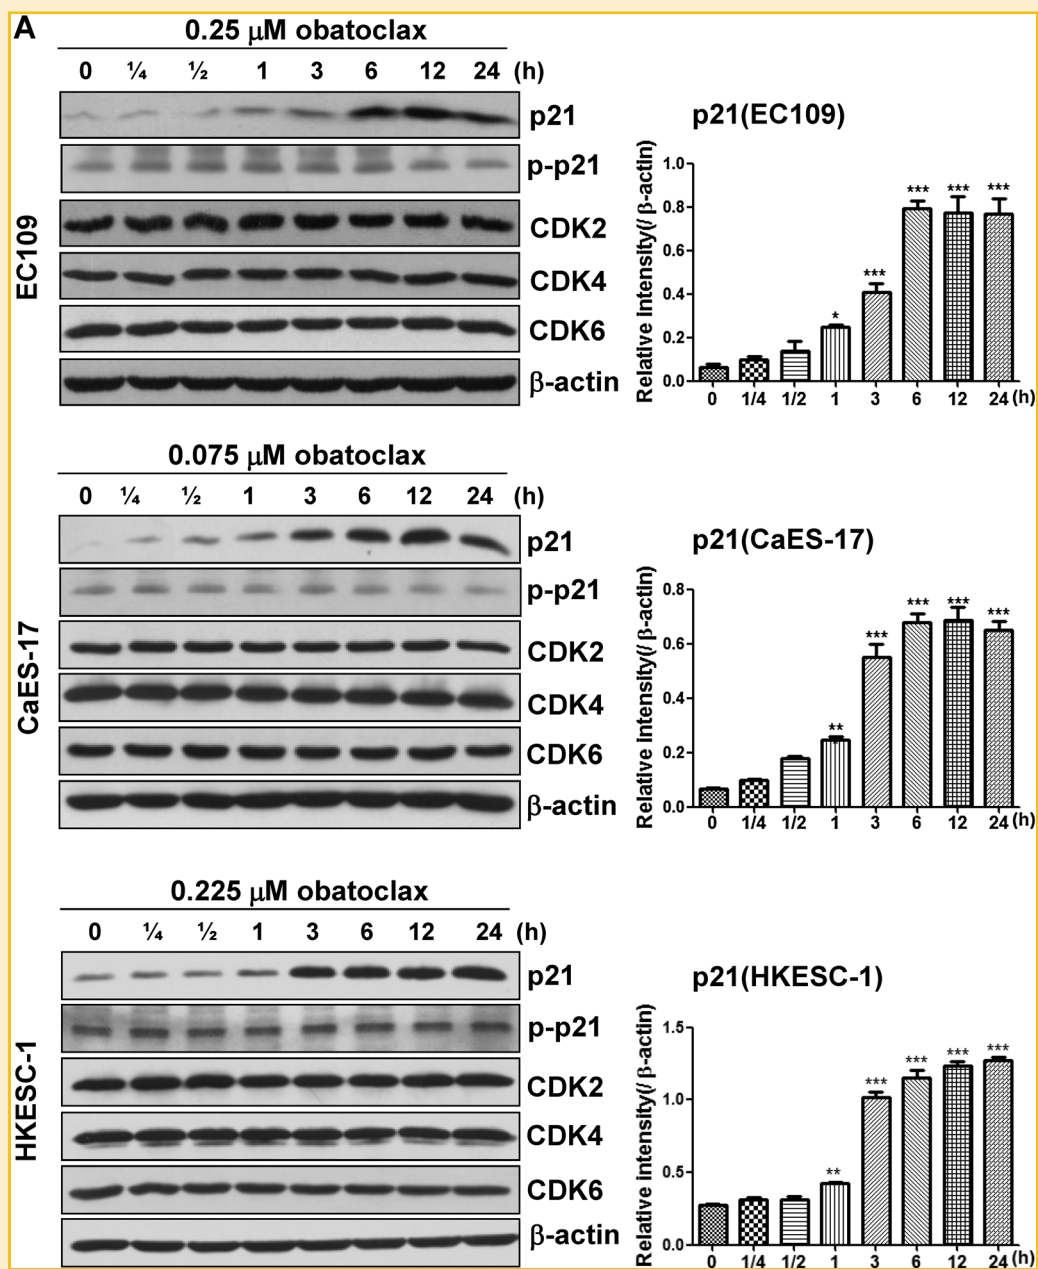 A
0.25 μM obatoclax
0 ¼ ½ 1 3 6 12 24 (h)
EC109
p21
p-p21
CDK2
CDK4
CDK6
β-actin
p21(EC109)
Relative Intensity(/ β-actin)
1.0
0.8
0.6
0.4
0.2
0.0
* *** *** *** ***
0 1/4 1/2 1 3 6 12 24 (h)
0.075 μM obatoclax
0 ¼ ½ 1 3 6 12 24 (h)
CaES-17
p21
p-p21
CDK2
CDK4
CDK6
β-actin
p21(CaES-17)
Relative Intensity(/ β-actin)
0.8
0.6
0.4
0.2
0.0
** *** *** *** ***
0 1/4 1/2 1 3 6 12 24 (h)
0.225 μM obatoclax
0 ¼ ½ 1 3 6 12 24 (h)
HKESC-1
p21
p-p21
CDK2
CDK4
CDK6
β-actin
p21(HKESC-1)
Relative intensity(/ β-actin)
1.5
1.0
0.5
0.0
** *** *** *** ***
0 1/4 1/2 1 3 6 12 24 (h)